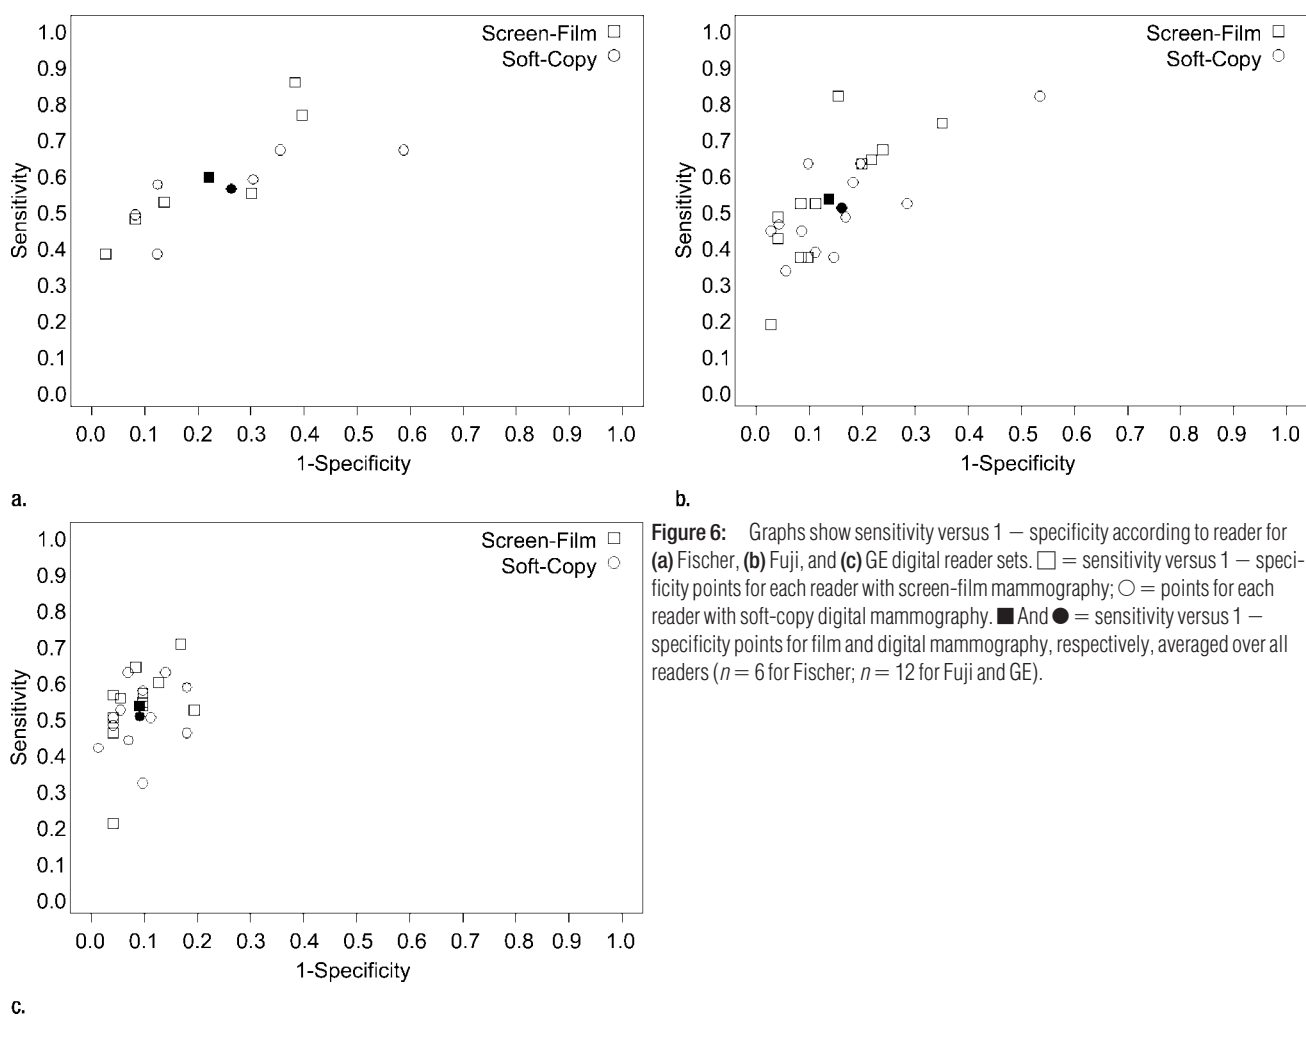 1.0
0.9
0.8
0.7
0.6
0.5
0.4
0.3
0.2
0.1
0.0
Sensitivity
Screen-Film □
Soft-Copy ○
0.0 0.1 0.2 0.3 0.4 0.5 0.6 0.7 0.8 0.9 1.0
1-Specificity
a.
1.0
0.9
0.8
0.7
0.6
0.5
0.4
0.3
0.2
0.1
0.0
Sensitivity
Screen-Film □
Soft-Copy ○
0.0 0.1 0.2 0.3 0.4 0.5 0.6 0.7 0.8 0.9 1.0
1-Specificity
b.
1.0
0.9
0.8
0.7
0.6
0.5
0.4
0.3
0.2
0.1
0.0
Sensitivity
Screen-Film □
Soft-Copy ○
0.0 0.1 0.2 0.3 0.4 0.5 0.6 0.7 0.8 0.9 1.0
1-Specificity
c.
Figure 6: Graphs show sensitivity versus 1 − specificity according to reader for
(a) Fischer, (b) Fuji, and (c) GE digital reader sets. □ = sensitivity versus 1 − speci-
ficity points for each reader with screen-film mammography; ○ = points for each
reader with soft-copy digital mammography. ■ And ● = sensitivity versus 1 −
specificity points for film and digital mammography, respectively, averaged over all
readers (n = 6 for Fischer; n = 12 for Fuji and GE).